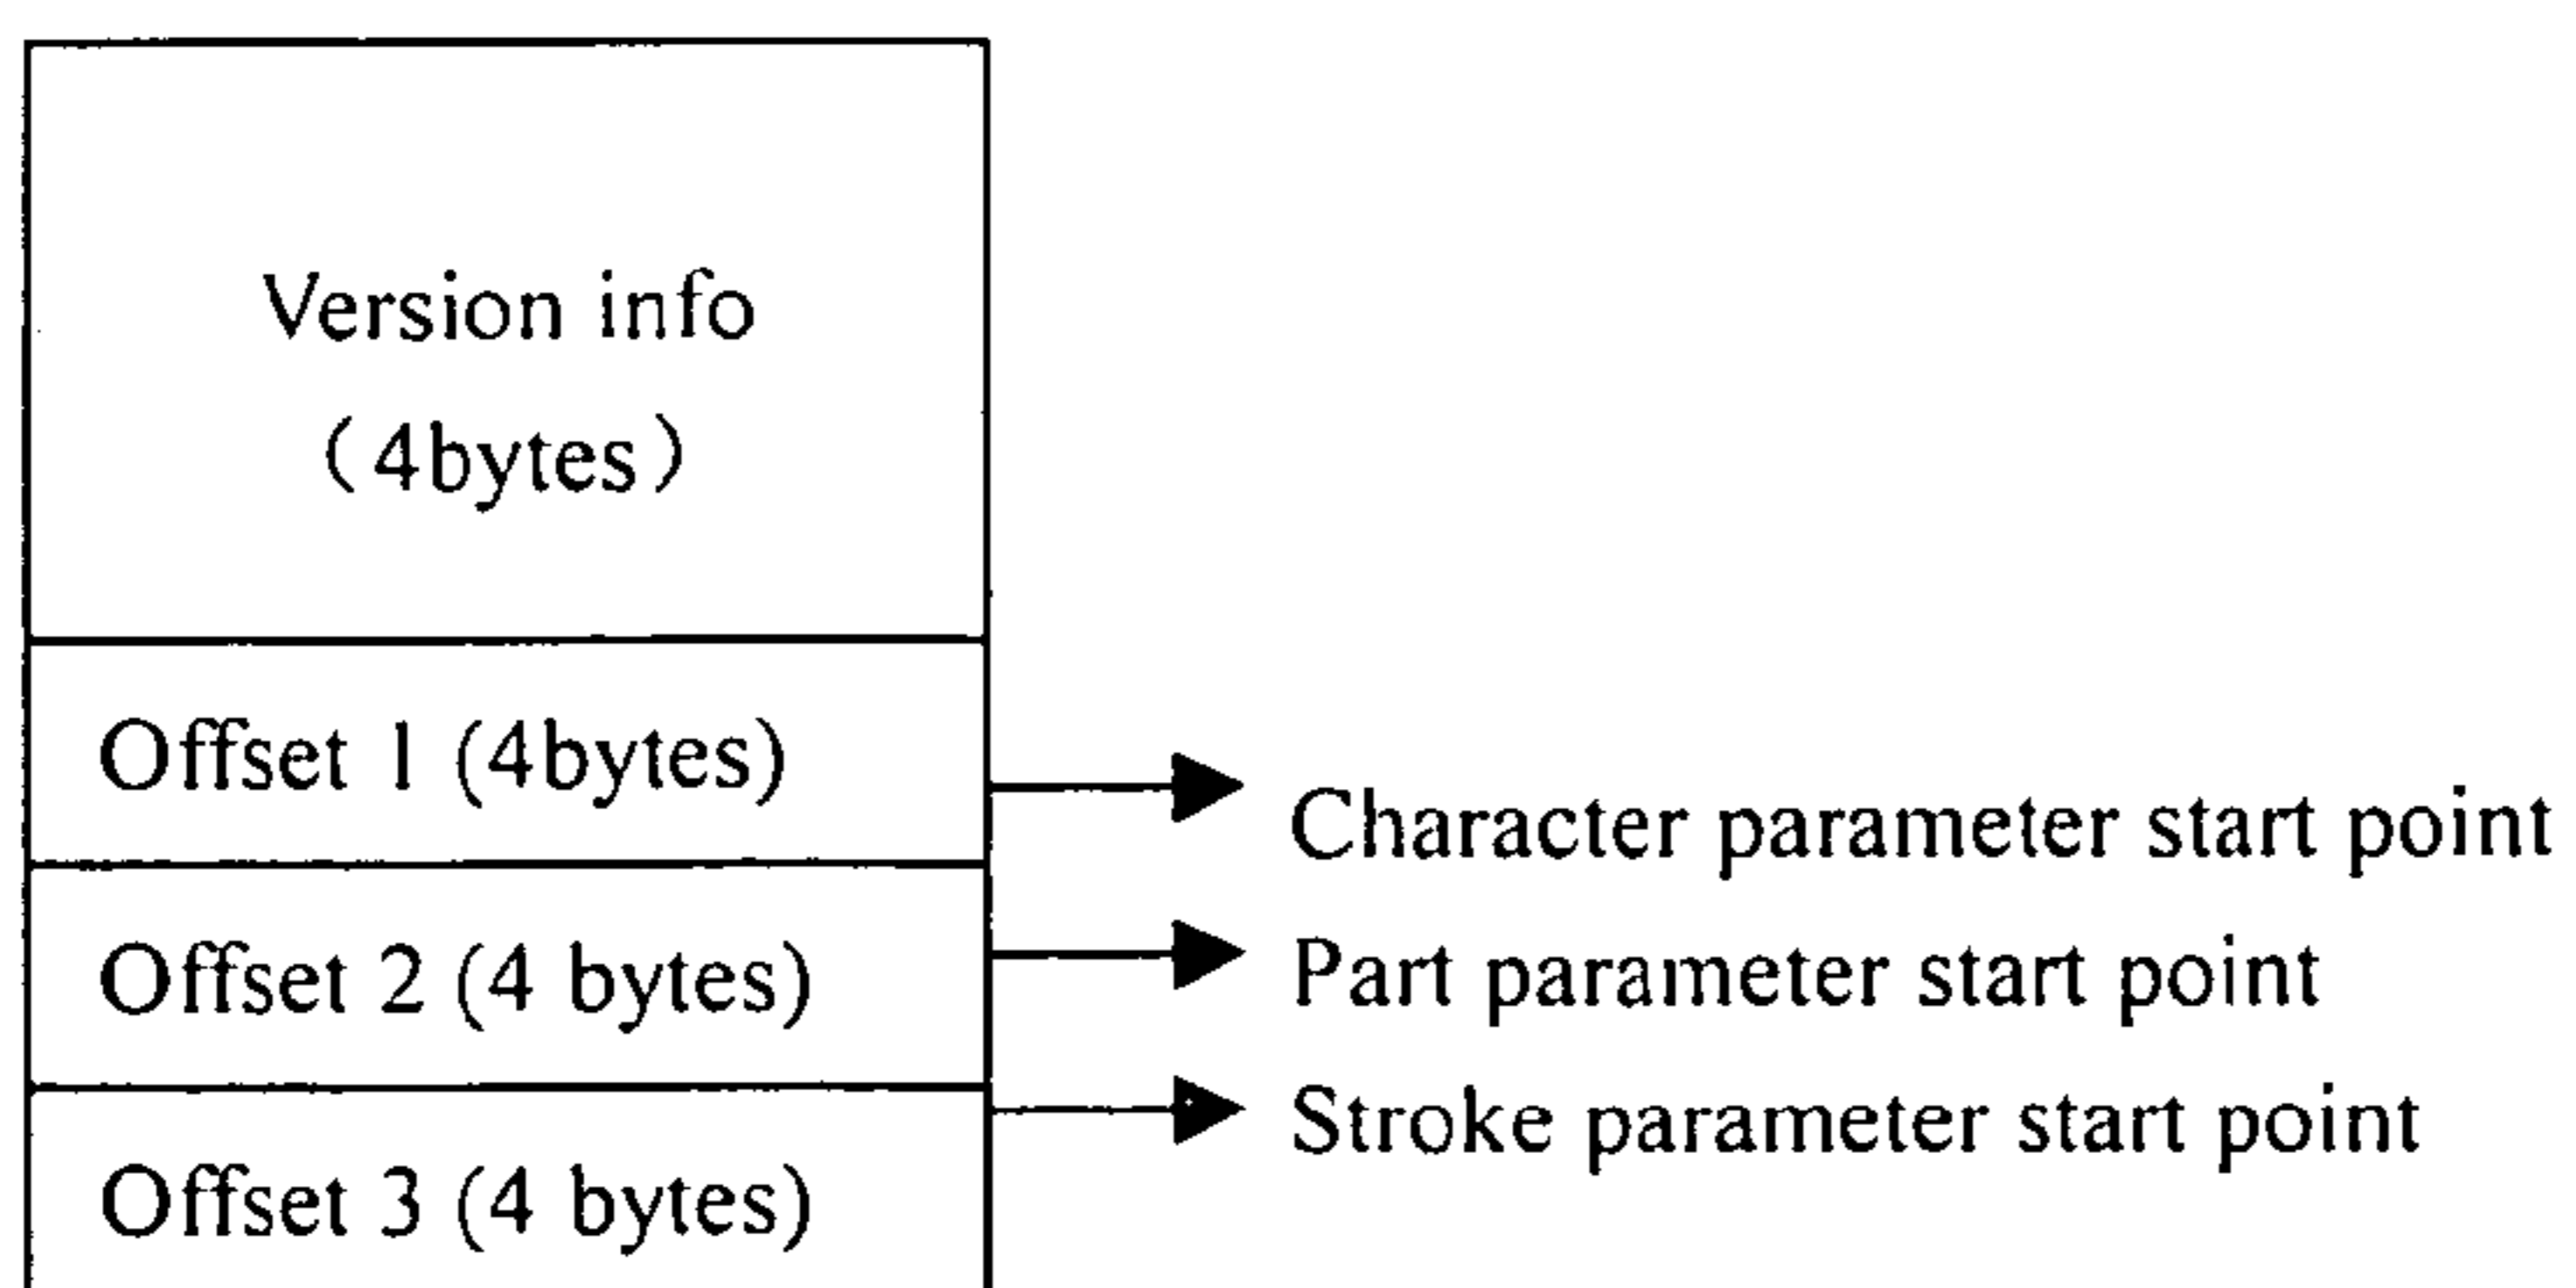 Version info
（4bytes）
Offset 1 (4bytes)
Character parameter start point
Offset 2 (4 bytes)
Part parameter start point
Stroke parameter start point
Offset 3 (4 bytes)